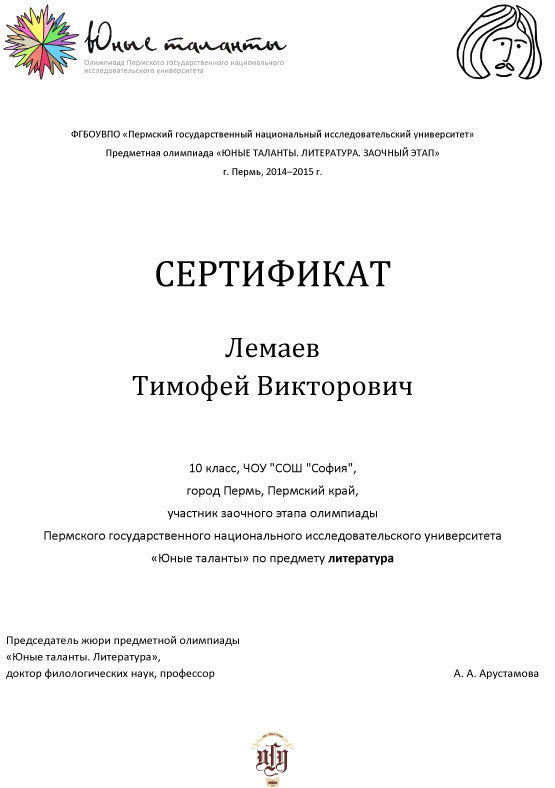 Юные таланты
Олимпиада Пермского государственного национального
исследовательского университета
ФГБОУВПО «Пермский государственный национальный исследовательский университет»
Предметная олимпиада «ЮНЫЕ ТАЛАНТЫ. ЛИТЕРАТУРА. ЗАОЧНЫЙ ЭТАП»
г. Пермь, 2014–2015 г.
СЕРТИФИКАТ
Лемаев
Тимофей Викторович
10 класс, ЧОУ "СОШ "София",
город Пермь, Пермский край,
участник заочного этапа олимпиады
Пермского государственного национального исследовательского университета
«Юные таланты» по предмету литература
Председатель жюри предметной олимпиады
«Юные таланты. Литература»,
доктор филологических наук, профессор А. А. Арустамова